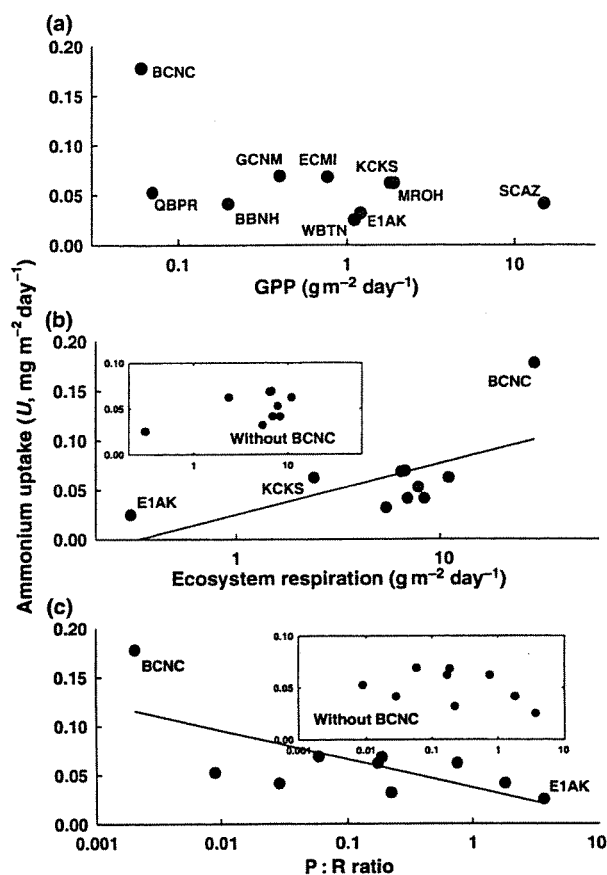 (a)
0.20
0.15
0.10
0.05
0.00
BCNC
GCNM
ECMI
KCKS
QBPR
BBNH
WBTN
E1AK
MROH
SCAZ
0.1
1
10
GPP (g m⁻² day⁻¹)
Ammonium uptake (U, mg m⁻² day⁻¹)
(b)
0.20
0.15
0.10
0.05
0.00
0.10
0.05
0.00
1
10
Without BCNC
BCNC
KCKS
E1AK
1
10
Ecosystem respiration (g m⁻² day⁻¹)
(c)
0.20
0.15
0.10
0.05
0.00
BCNC
0.10
0.05
0.00
0.001
0.01
0.1
1
10
Without BCNC
E1AK
0.001
0.01
0.1
1
10
P : R ratio